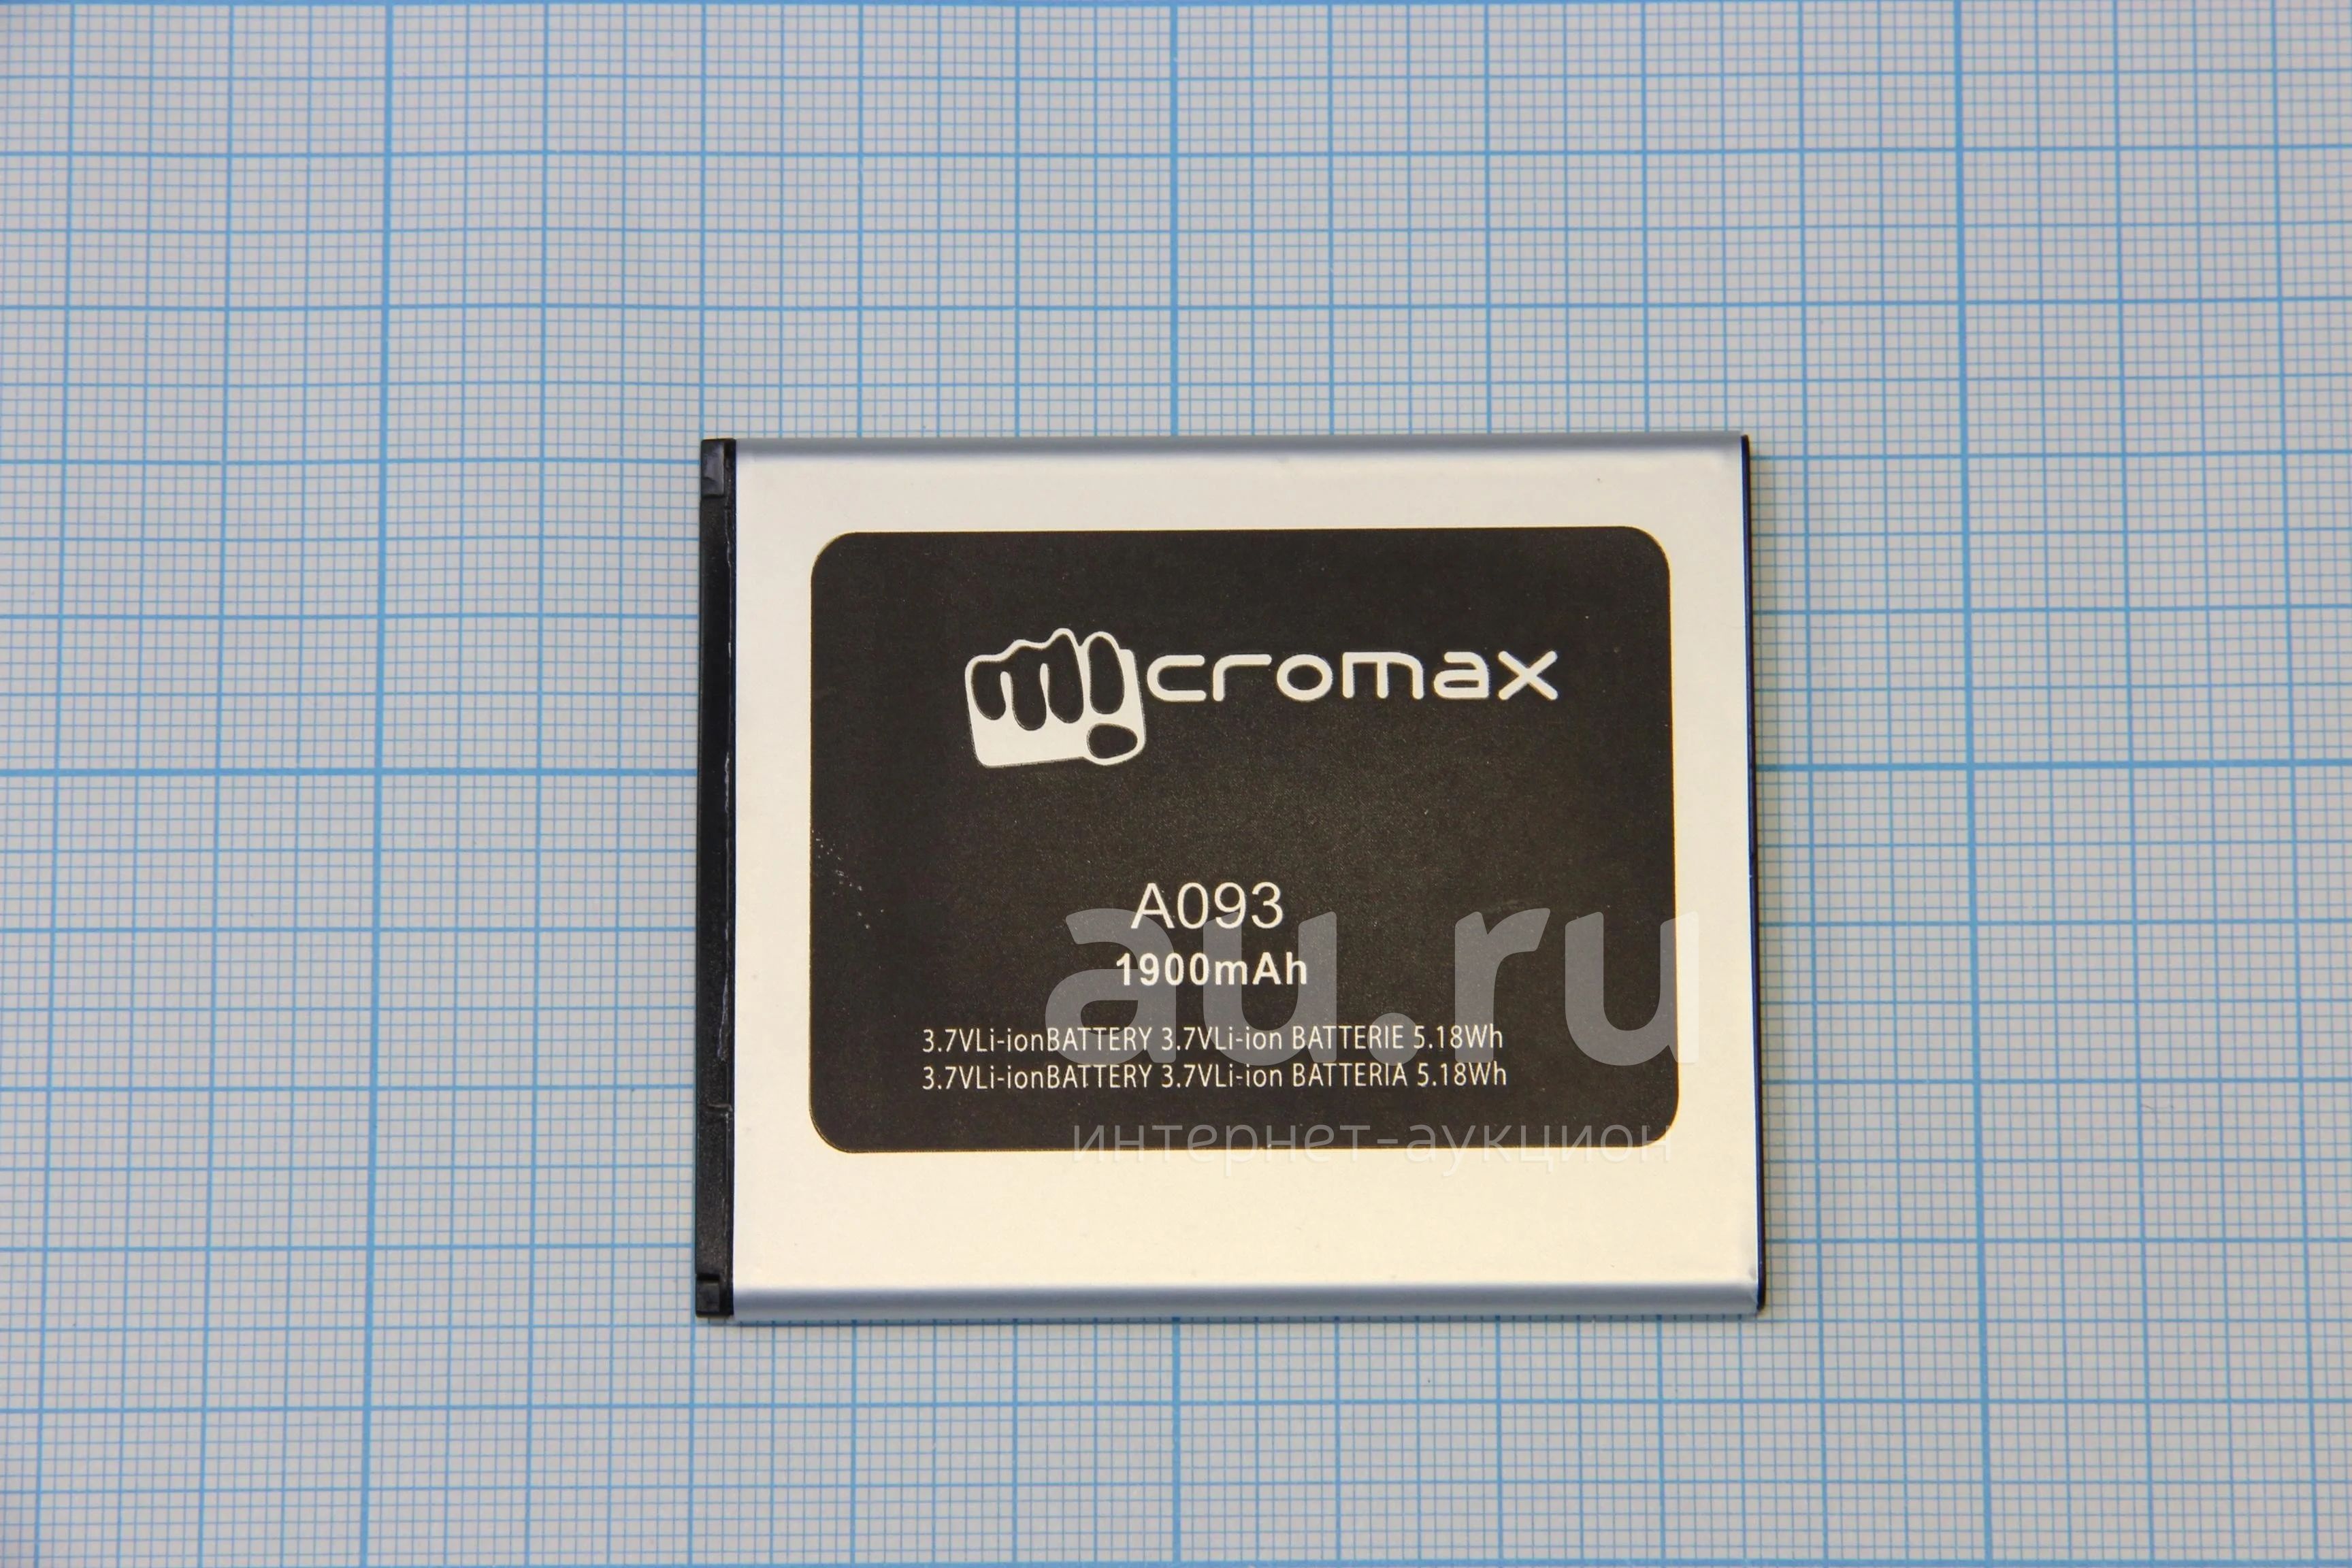 micromax
A093
1900mAh
3.7VLi-ionBATTERY 3.7VLi-ion BATTERIE 5.18Wh
3.7VLi-ionBATTERY 3.7VLi-ion BATTERIA 5.18Wh
au.ru
интернет-аукцион